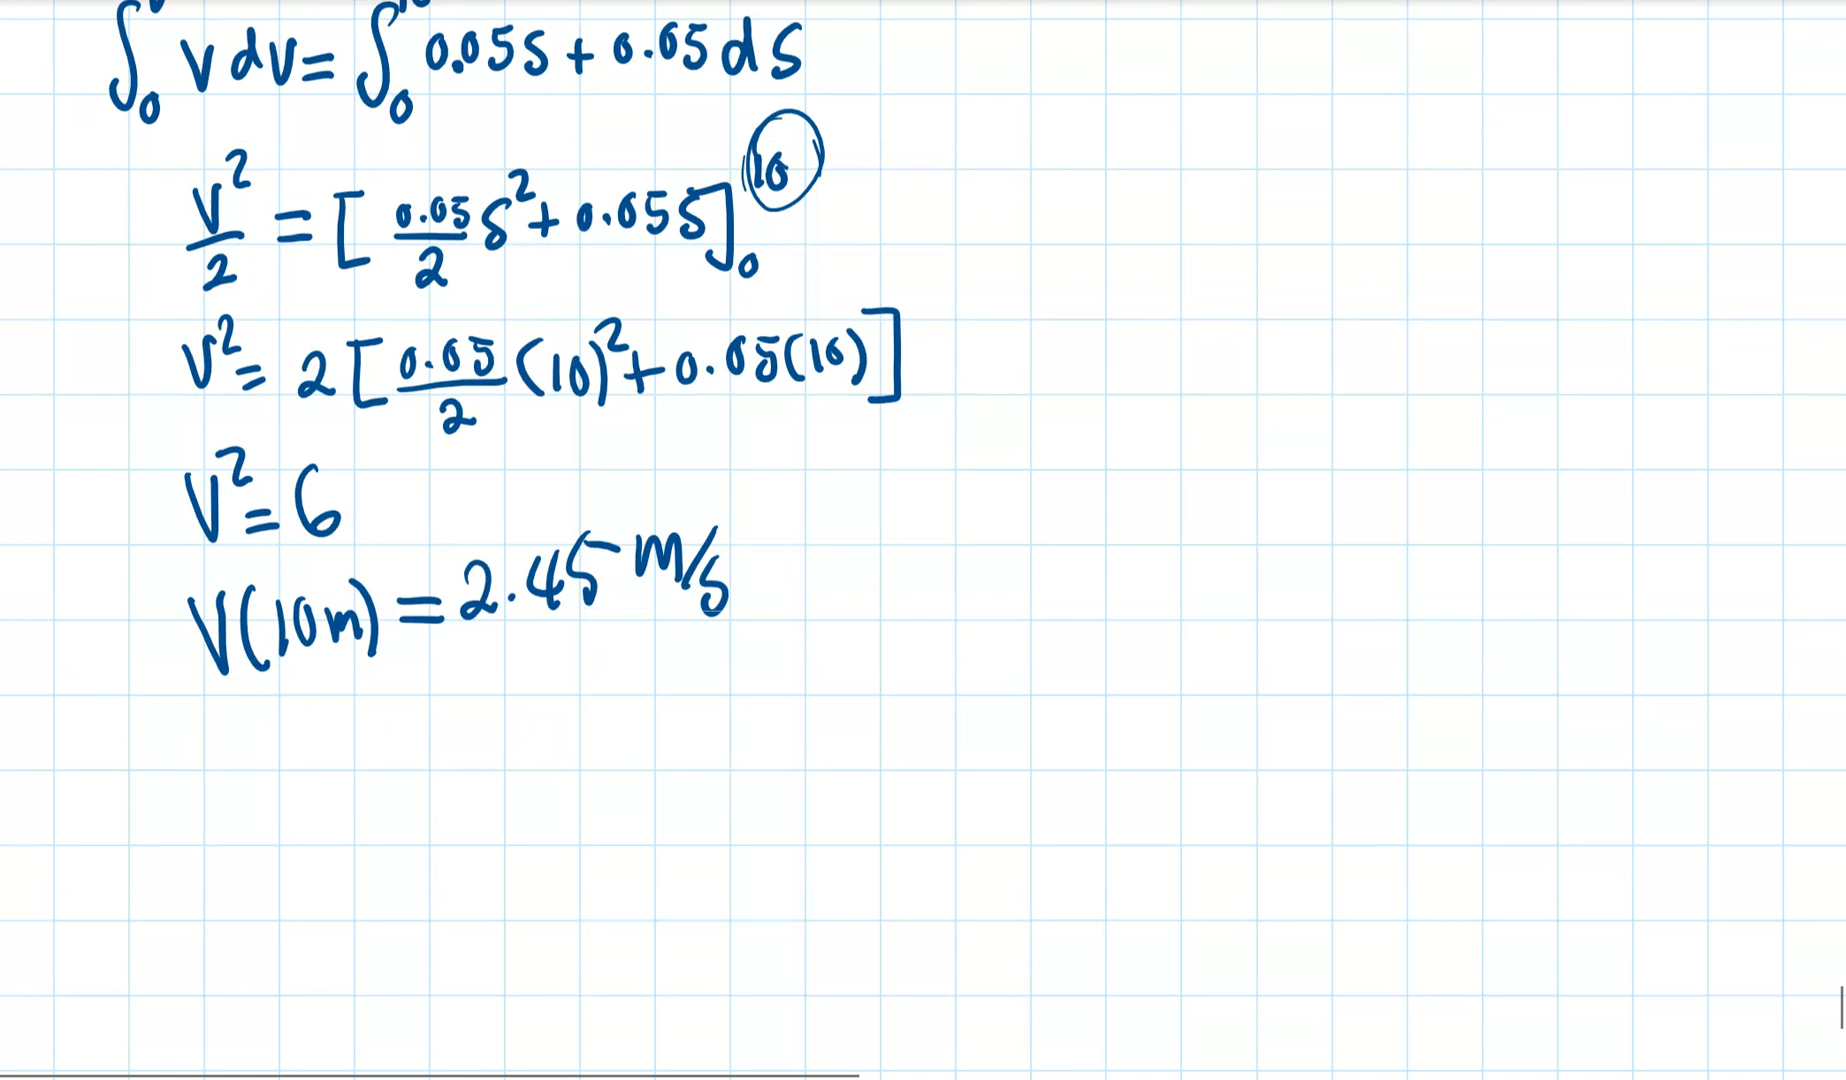 ∫₀ v dv = ∫₀ 0.05s + 0.05 ds
v²/2 = [0.05/2 s² + 0.05s]₀¹⁰
v² = 2[0.05/2 (10)² + 0.05(10)]
v² = 6
v(10m) = 2.45 m/s